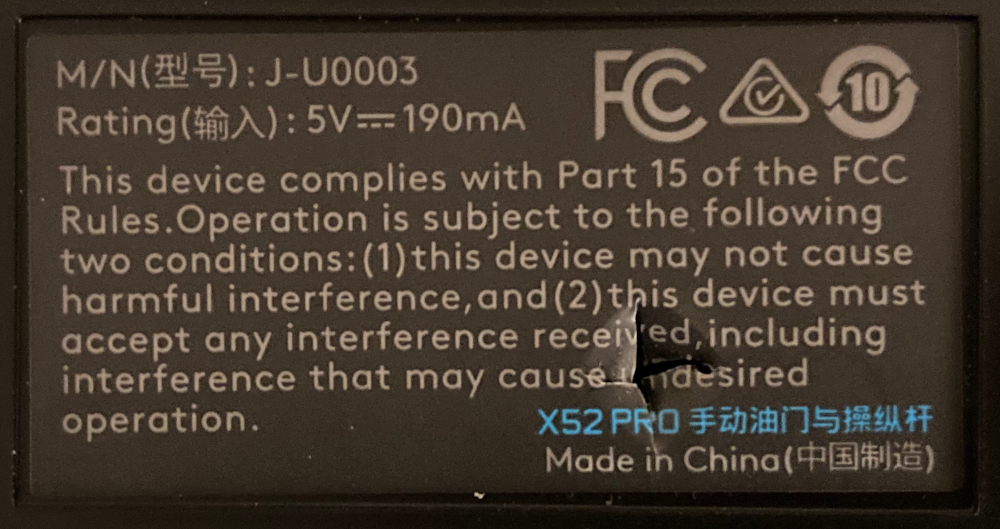 M/N(型号): J-U0003
Rating(输入): 5V⎓190mA
FC
10
This device complies with Part 15 of the FCC
Rules.Operation is subject to the following
two conditions:(1)this device may not cause
harmful interference,and(2)this device must
accept any interference received,including
interference that may cause undesired
operation.
X52 PRO 手动油门与操纵杆
Made in China(中国制造)